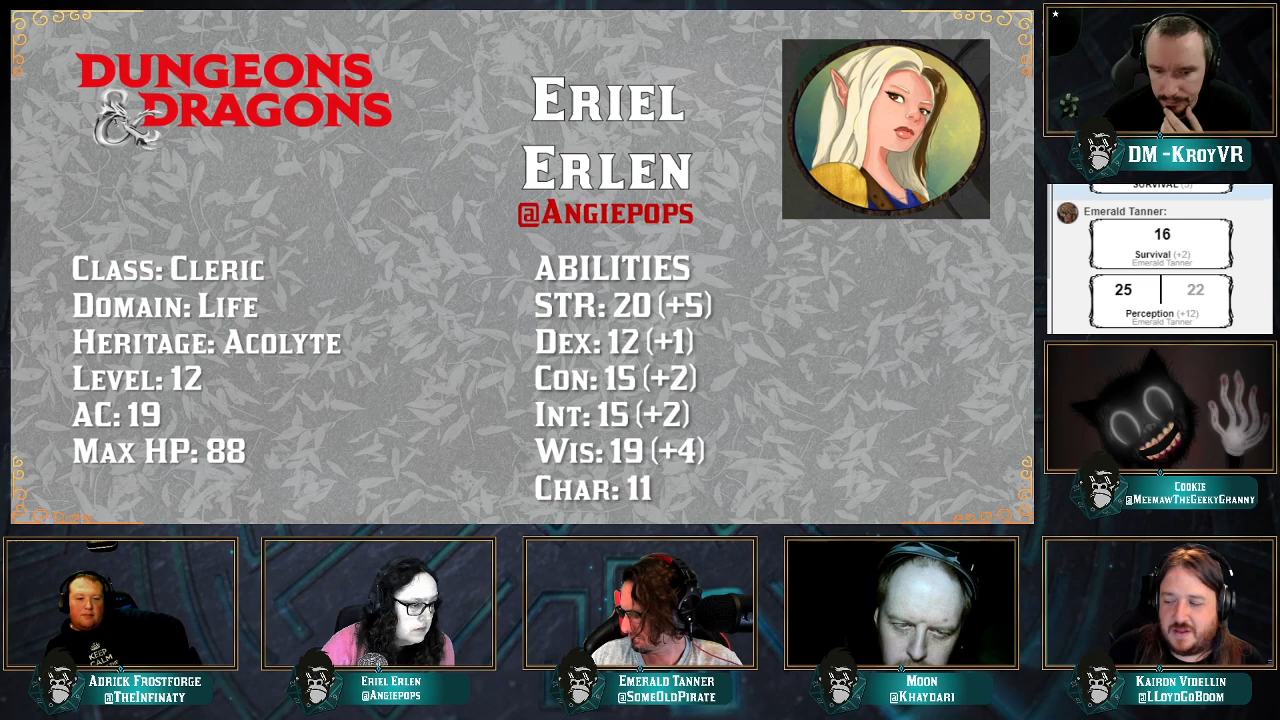 DUNGEONS
& DRAGONS
ERIEL
ERLEN
@ANGIEPOPS
CLASS: CLERIC
DOMAIN: LIFE
HERITAGE: ACOLYTE
LEVEL: 12
AC: 19
MAX HP: 88
ABILITIES
STR: 20 (+5)
DEX: 12 (+1)
CON: 15 (+2)
INT: 15 (+2)
WIS: 19 (+4)
CHAR: 11
DM -KROYVR
SURVIVAL
Emerald Tanner:
16
Survival (+2)
Emerald Tanner
25 22
Perception (+12)
Emerald Tanner
COOKIE
@MEEMAWTHEGEEKYGRANNY
KEEP
CALM
ADRICK FROSTFORGE
@THEINFINATY
ERIEL ERLEN
@ANGIEPOPS
EMERALD TANNER
@SOMEOLDPIRATE
MOON
@KHAYDARI
KAIRON VIDELLIN
@LLOYDGOBOOM